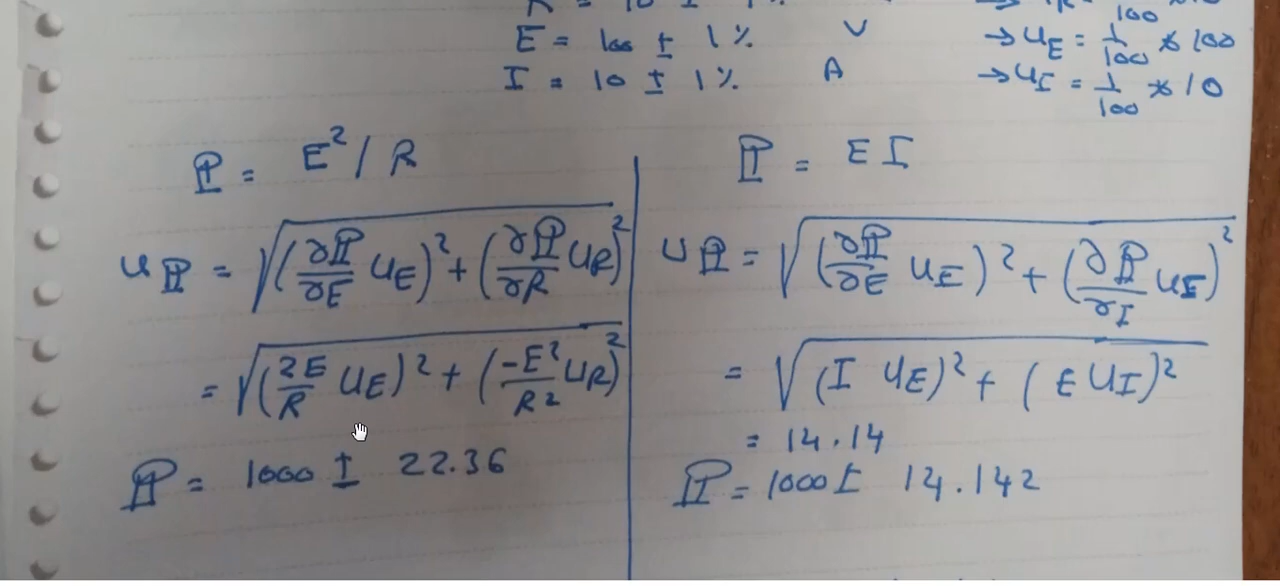 E = 100 ± 1% V → uE = 1/100 * 100
I = 10 ± 1% A → uI = 1/100 * 10
P = E² / R
uP = √((∂P/∂E uE)² + (∂P/∂R uR)²)
= √((2E/R uE)² + (-E²/R² uR)²)
P = 1000 ± 22.36
P = E I
uP = √((∂P/∂E uE)² + (∂P/∂I uI)²)
= √((I uE)² + (E uI)²)
= 14.14
P = 1000 ± 14.142